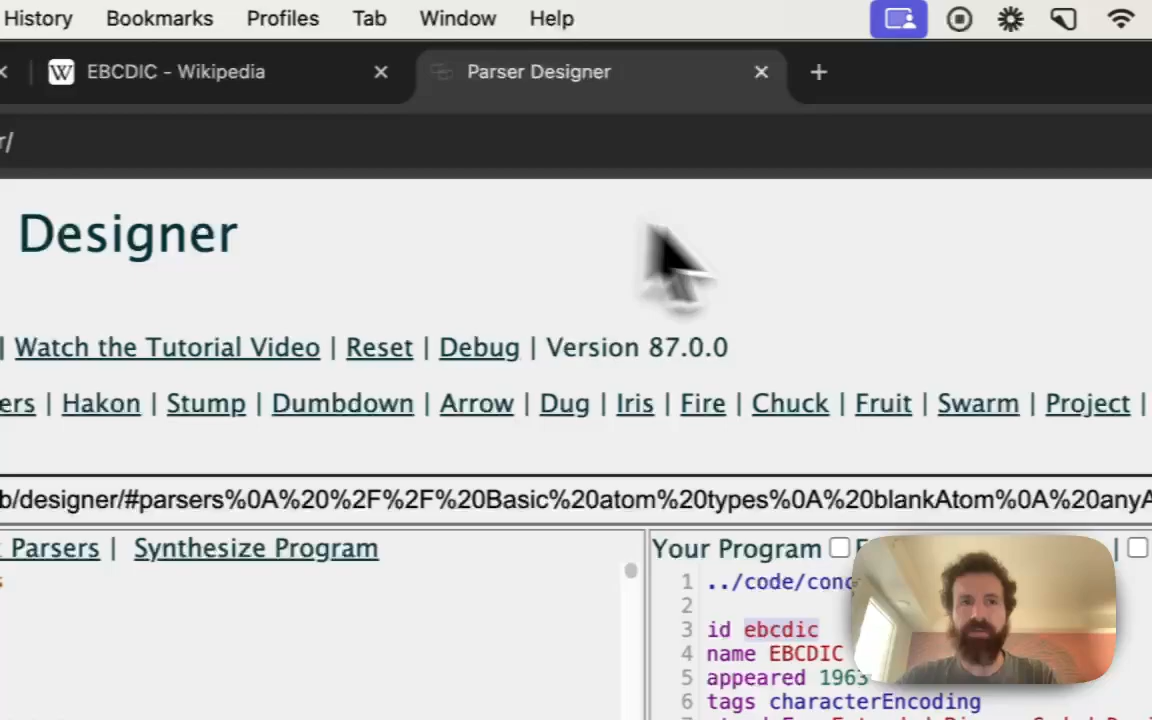 History Bookmarks Profiles Tab Window Help
EBCDIC - Wikipedia
Parser Designer
r/
Designer
| Watch the Tutorial Video | Reset | Debug | Version 87.0.0
ers | Hakon | Stump | Dumbdown | Arrow | Dug | Iris | Fire | Chuck | Fruit | Swarm | Project |
b/designer/#parsers%0A%20%2F%2F%20Basic%20atom%20types%0A%20blankAtom%0A%20anyA
Parsers | Synthesize Program
Your Program
1 ../code/conc
2
3 id ebcdic
4 name EBCDIC
5 appeared 1963
6 tags characterEncoding